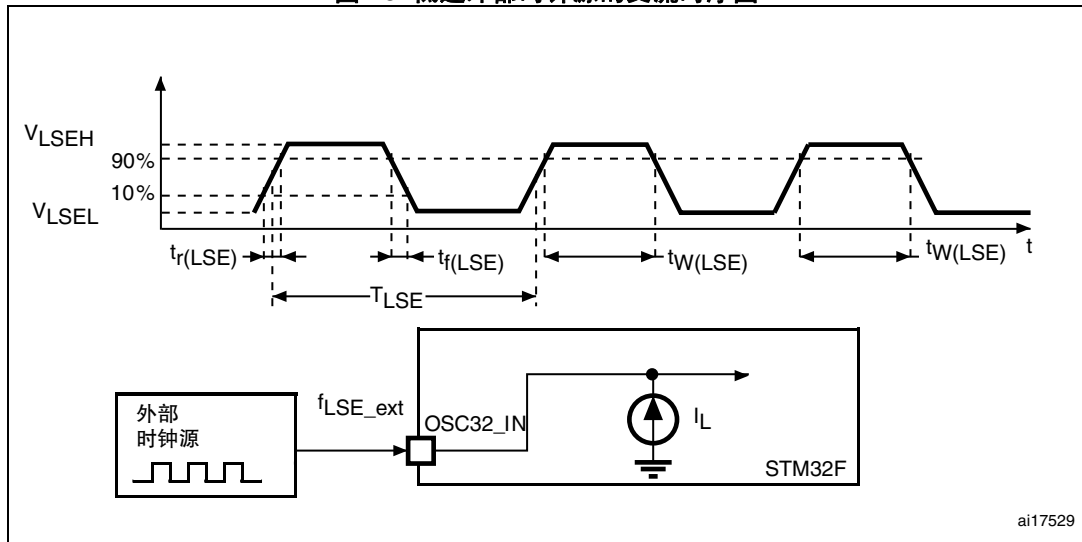 VLSEH
90%
10%
VLSEL
tr(LSE)
tf(LSE)
tW(LSE)
tW(LSE)
t
TLSE
外部
时钟源
fLSE_ext
OSC32_IN
IL
STM32F
ai17529